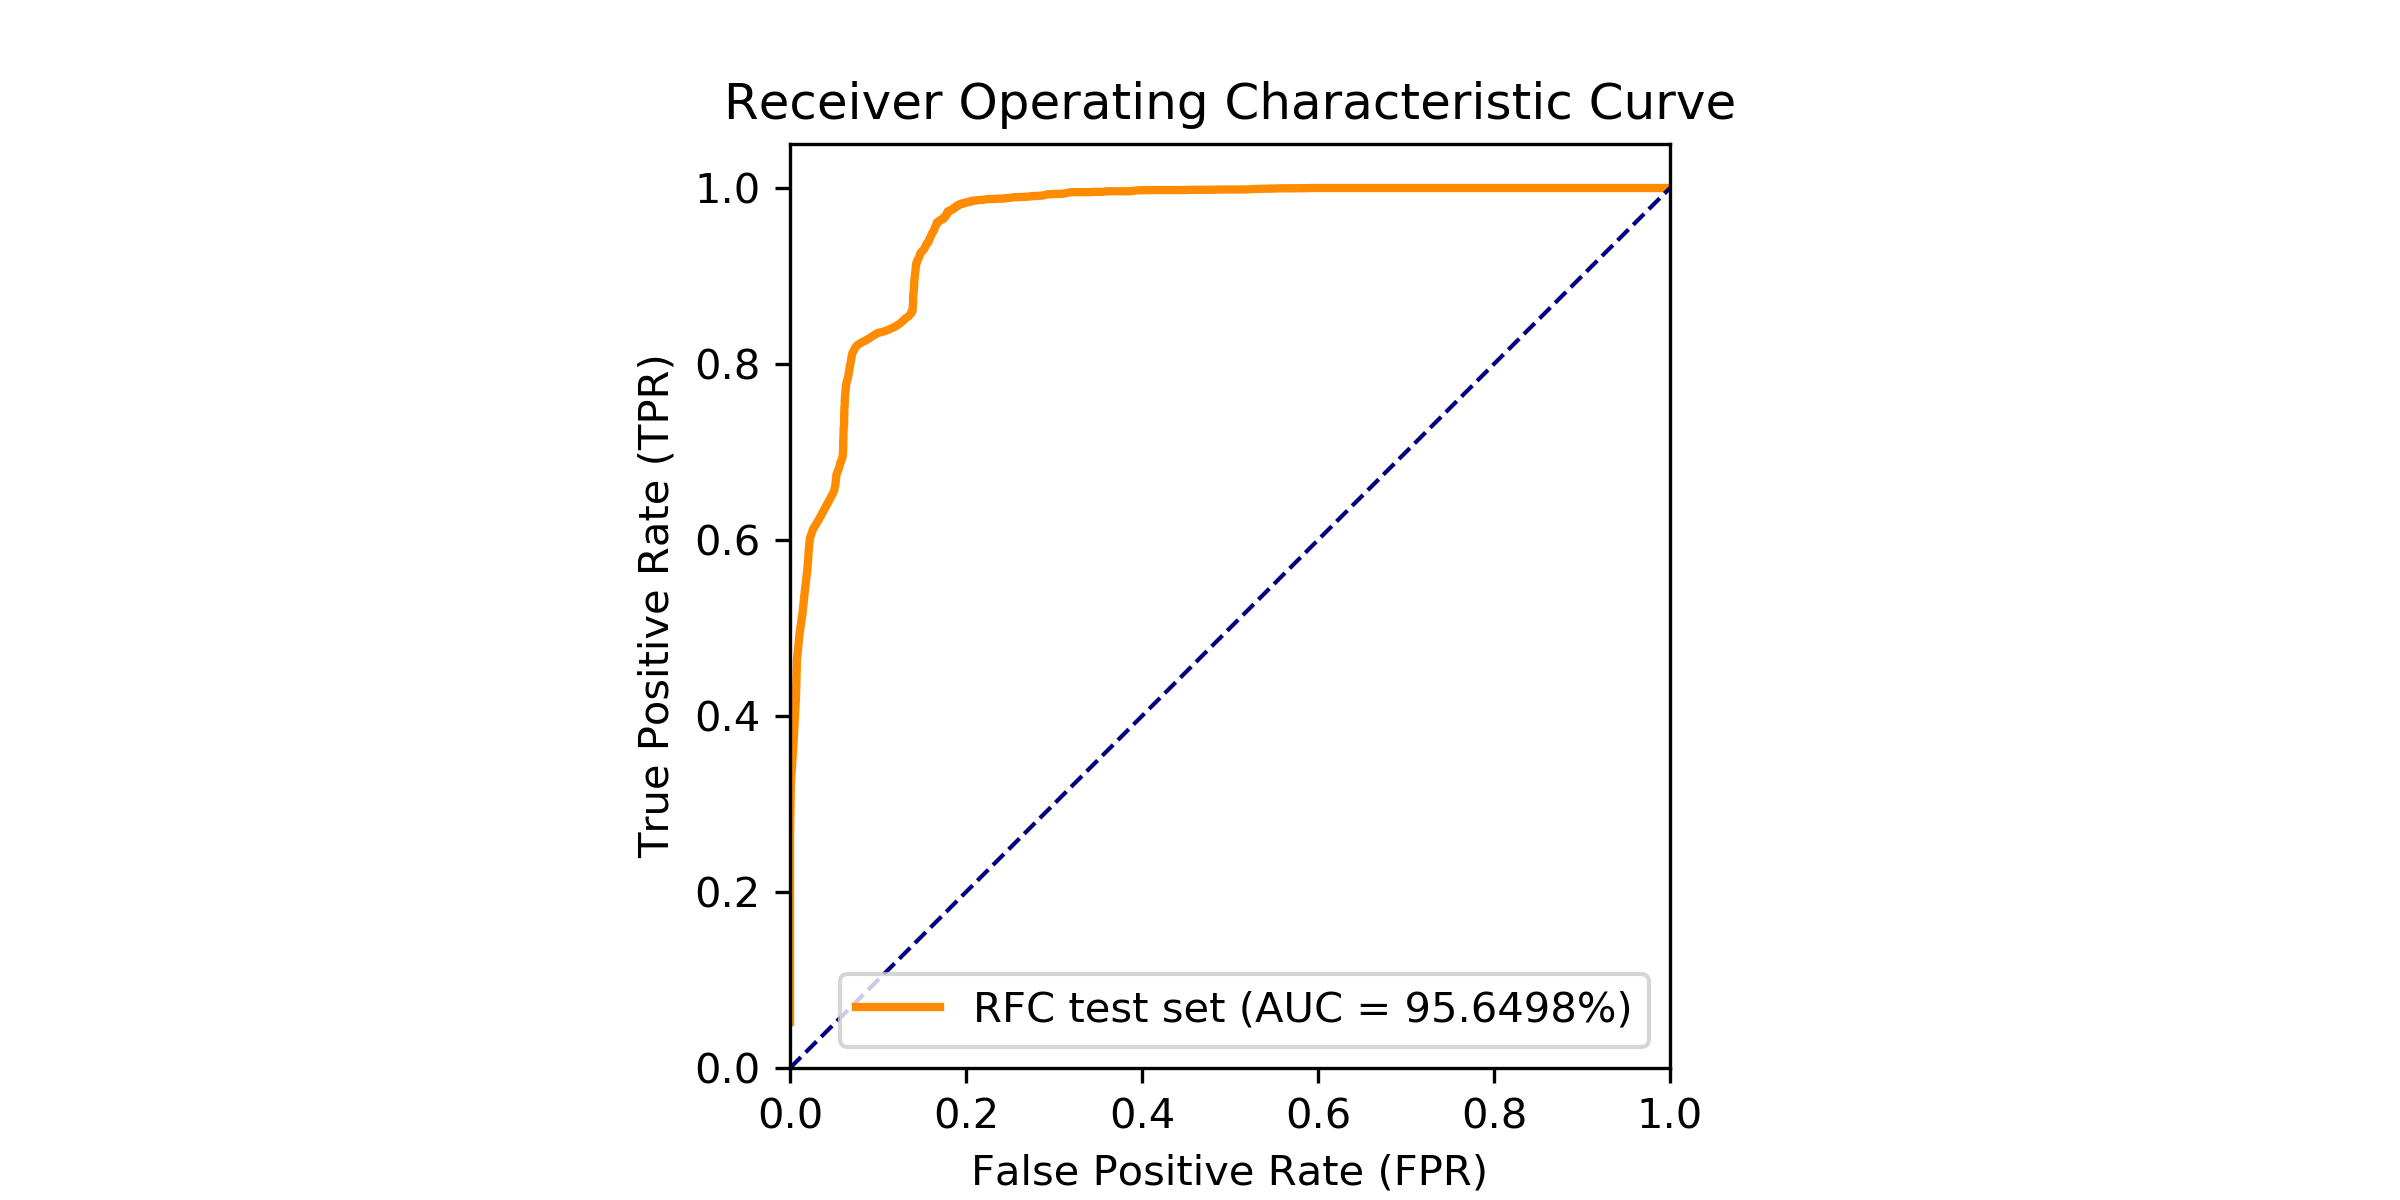 Receiver Operating Characteristic Curve
True Positive Rate (TPR)
1.0
0.8
0.6
0.4
0.2
0.0
RFC test set (AUC = 95.6498%)
0.0 0.2 0.4 0.6 0.8 1.0
False Positive Rate (FPR)